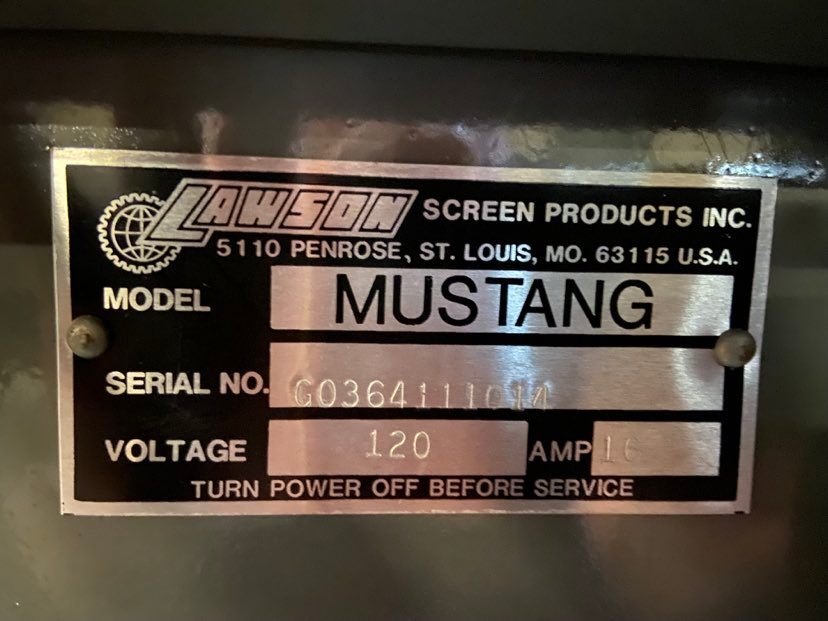 LAWSON SCREEN PRODUCTS INC.
5110 PENROSE, ST. LOUIS, MO. 63115 U.S.A.
MODEL MUSTANG
SERIAL NO. G0364111014
VOLTAGE 120 AMP 16
TURN POWER OFF BEFORE SERVICE